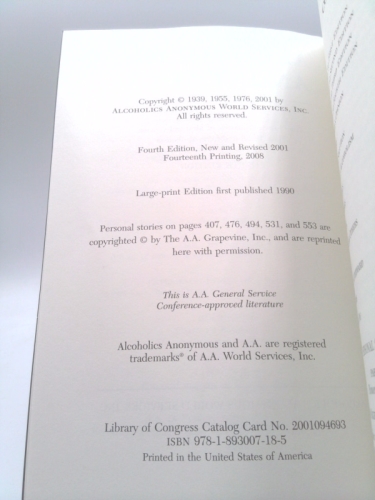 Copyright © 1939, 1955, 1976, 2001 by
ALCOHOLICS ANONYMOUS WORLD SERVICES, INC.
All rights reserved.
Fourth Edition, New and Revised 2001
Fourteenth Printing, 2008
Large-print Edition first published 1990
Personal stories on pages 407, 476, 494, 531, and 553 are
copyrighted © by The A.A. Grapevine, Inc., and are reprinted
here with permission.
This is A.A. General Service
Conference-approved literature
Alcoholics Anonymous and A.A. are registered
trademarks® of A.A. World Services, Inc.
Library of Congress Catalog Card No. 2001094693
ISBN 978-1-893007-18-5
Printed in the United States of America